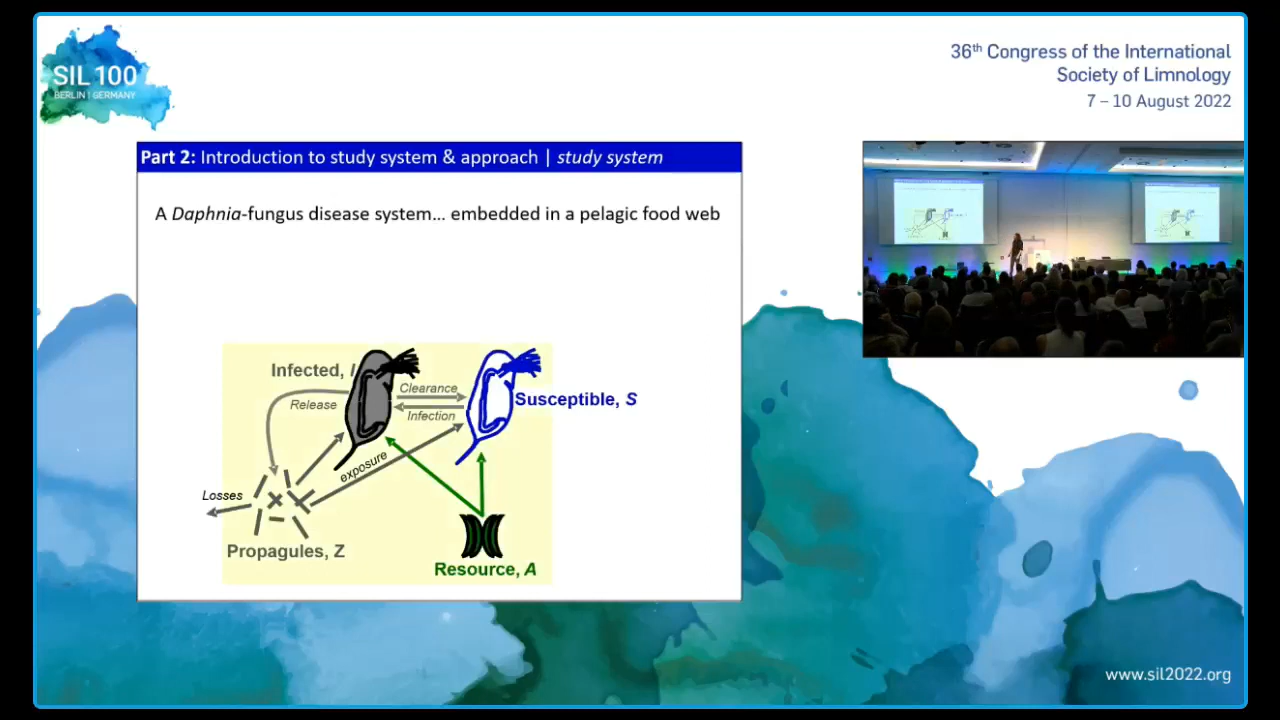 SIL 100
BERLIN | GERMANY
36th Congress of the International
Society of Limnology
7 – 10 August 2022
Part 2: Introduction to study system & approach | study system
A Daphnia-fungus disease system... embedded in a pelagic food web
Infected, I
Clearance
Susceptible, S
Release
Infection
exposure
Losses
Propagules, Z
Resource, A
www.sil2022.org